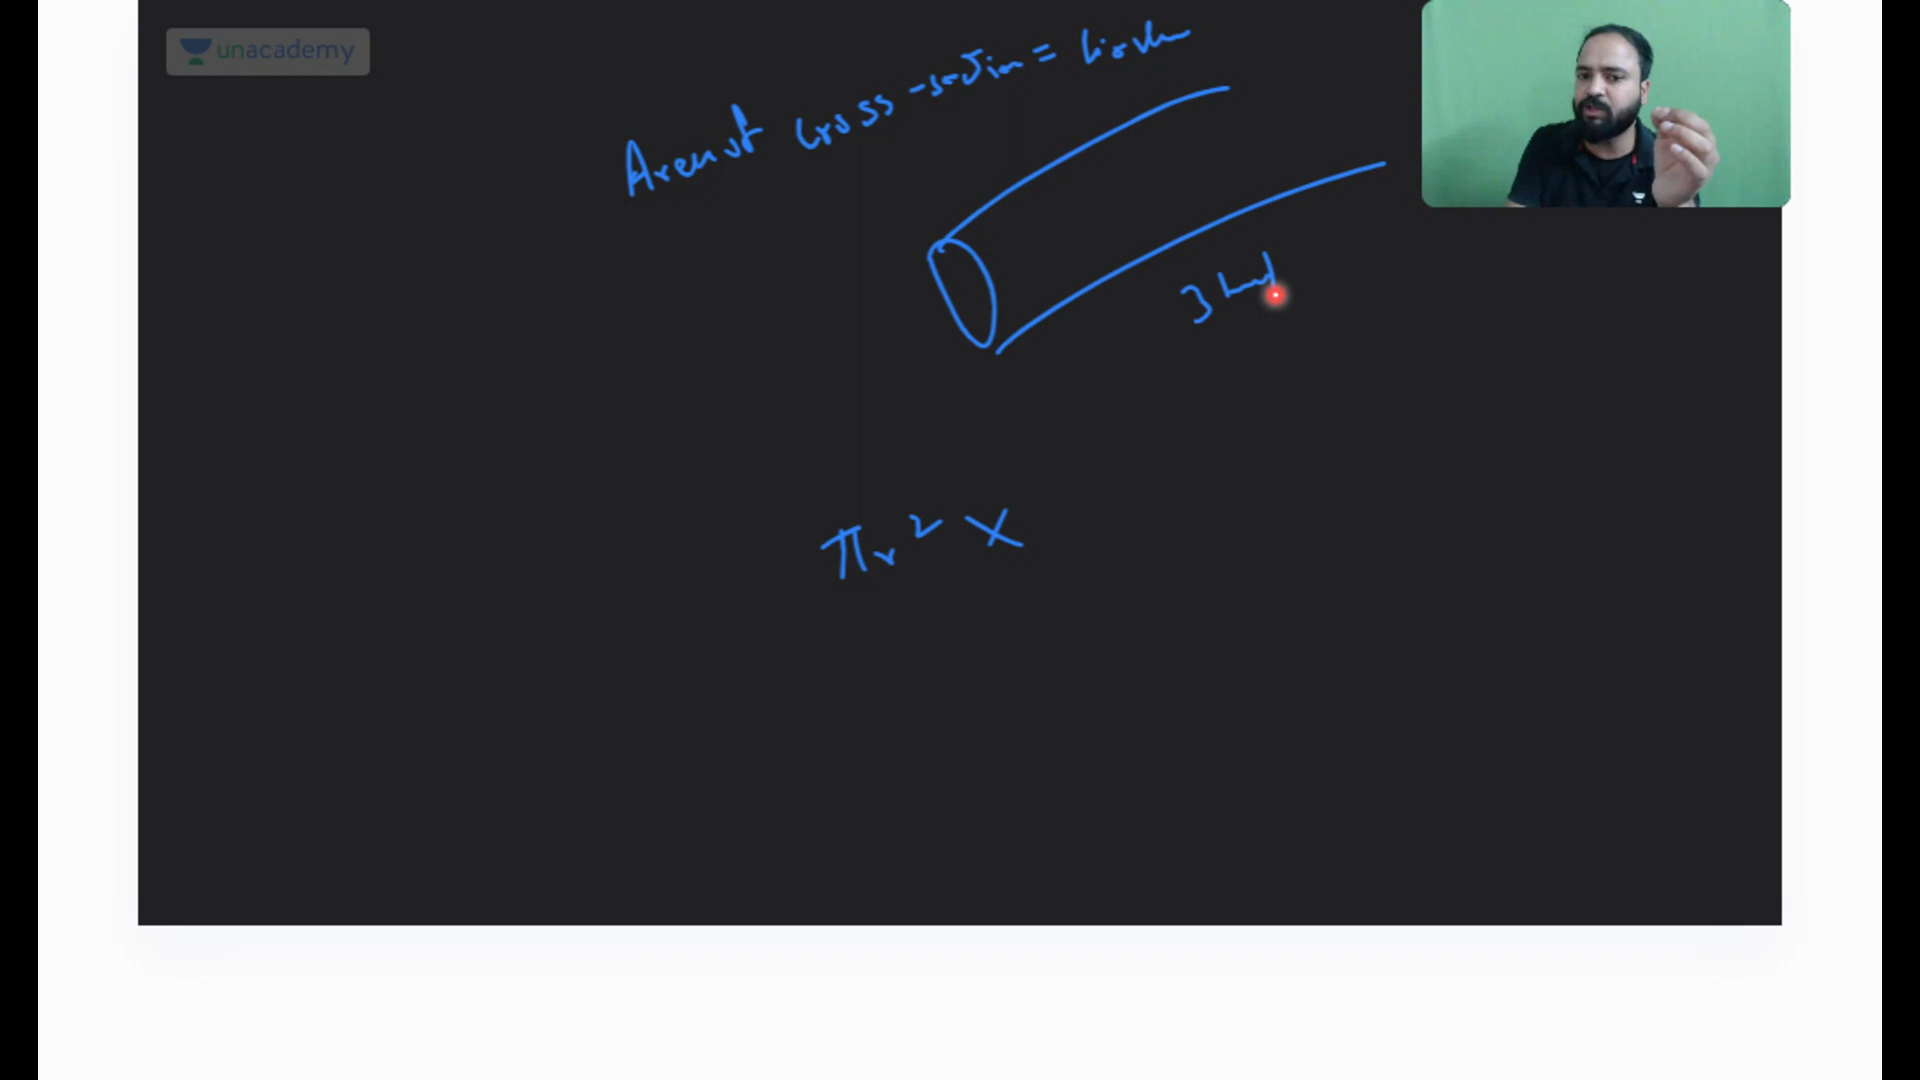 unacademy
Area of cross-section =
3
πr² ×